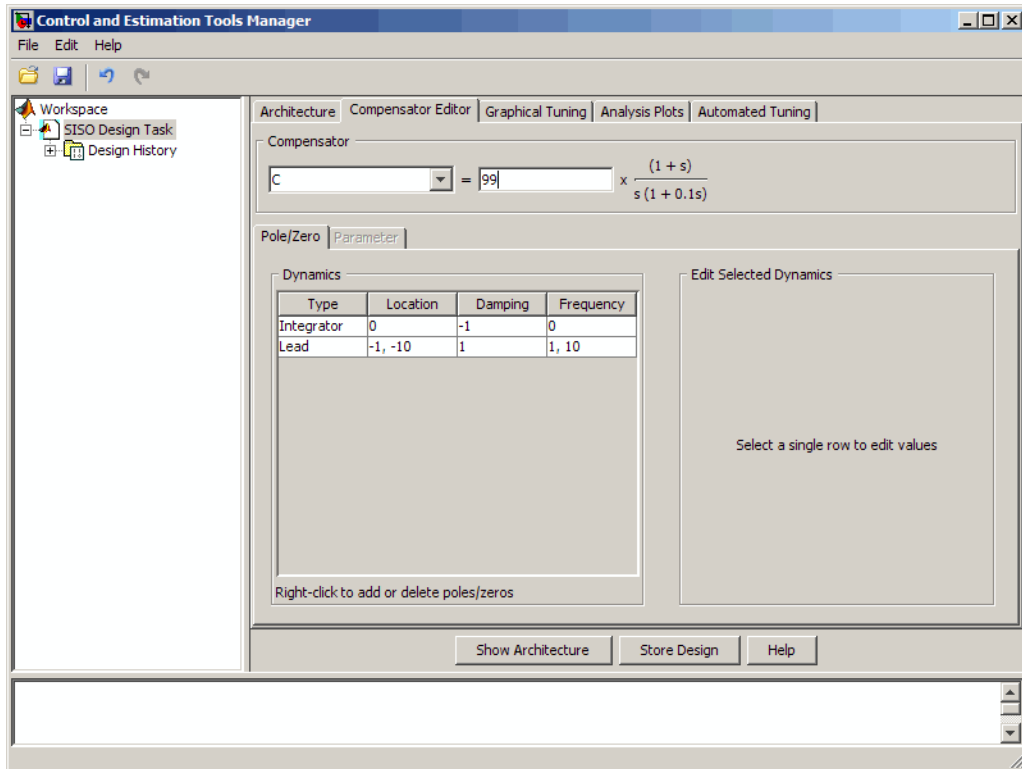 Control and Estimation Tools Manager
File Edit Help
Workspace
SISO Design Task
Design History
Architecture Compensator Editor Graphical Tuning Analysis Plots Automated Tuning
Compensator
C = 99 x (1 + s)
s (1 + 0.1s)
Pole/Zero Parameter
Dynamics
Type Location Damping Frequency
Integrator 0 -1 0
Lead -1, -10 1 1, 10
Right-click to add or delete poles/zeros
Edit Selected Dynamics
Select a single row to edit values
Show Architecture Store Design Help